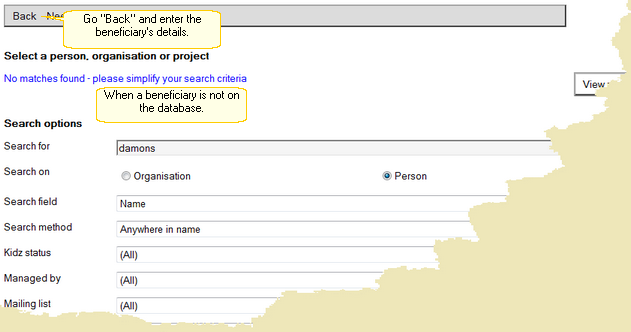 Back
Go "Back" and enter the
beneficiary's details.
Select a person, organisation or project
No matches found - please simplify your search criteria
View
When a beneficiary is not on
the database.
Search options
Search for damons
Search on Organisation Person
Search field Name
Search method Anywhere in name
Kidz status (All)
Managed by (All)
Mailing list (All)